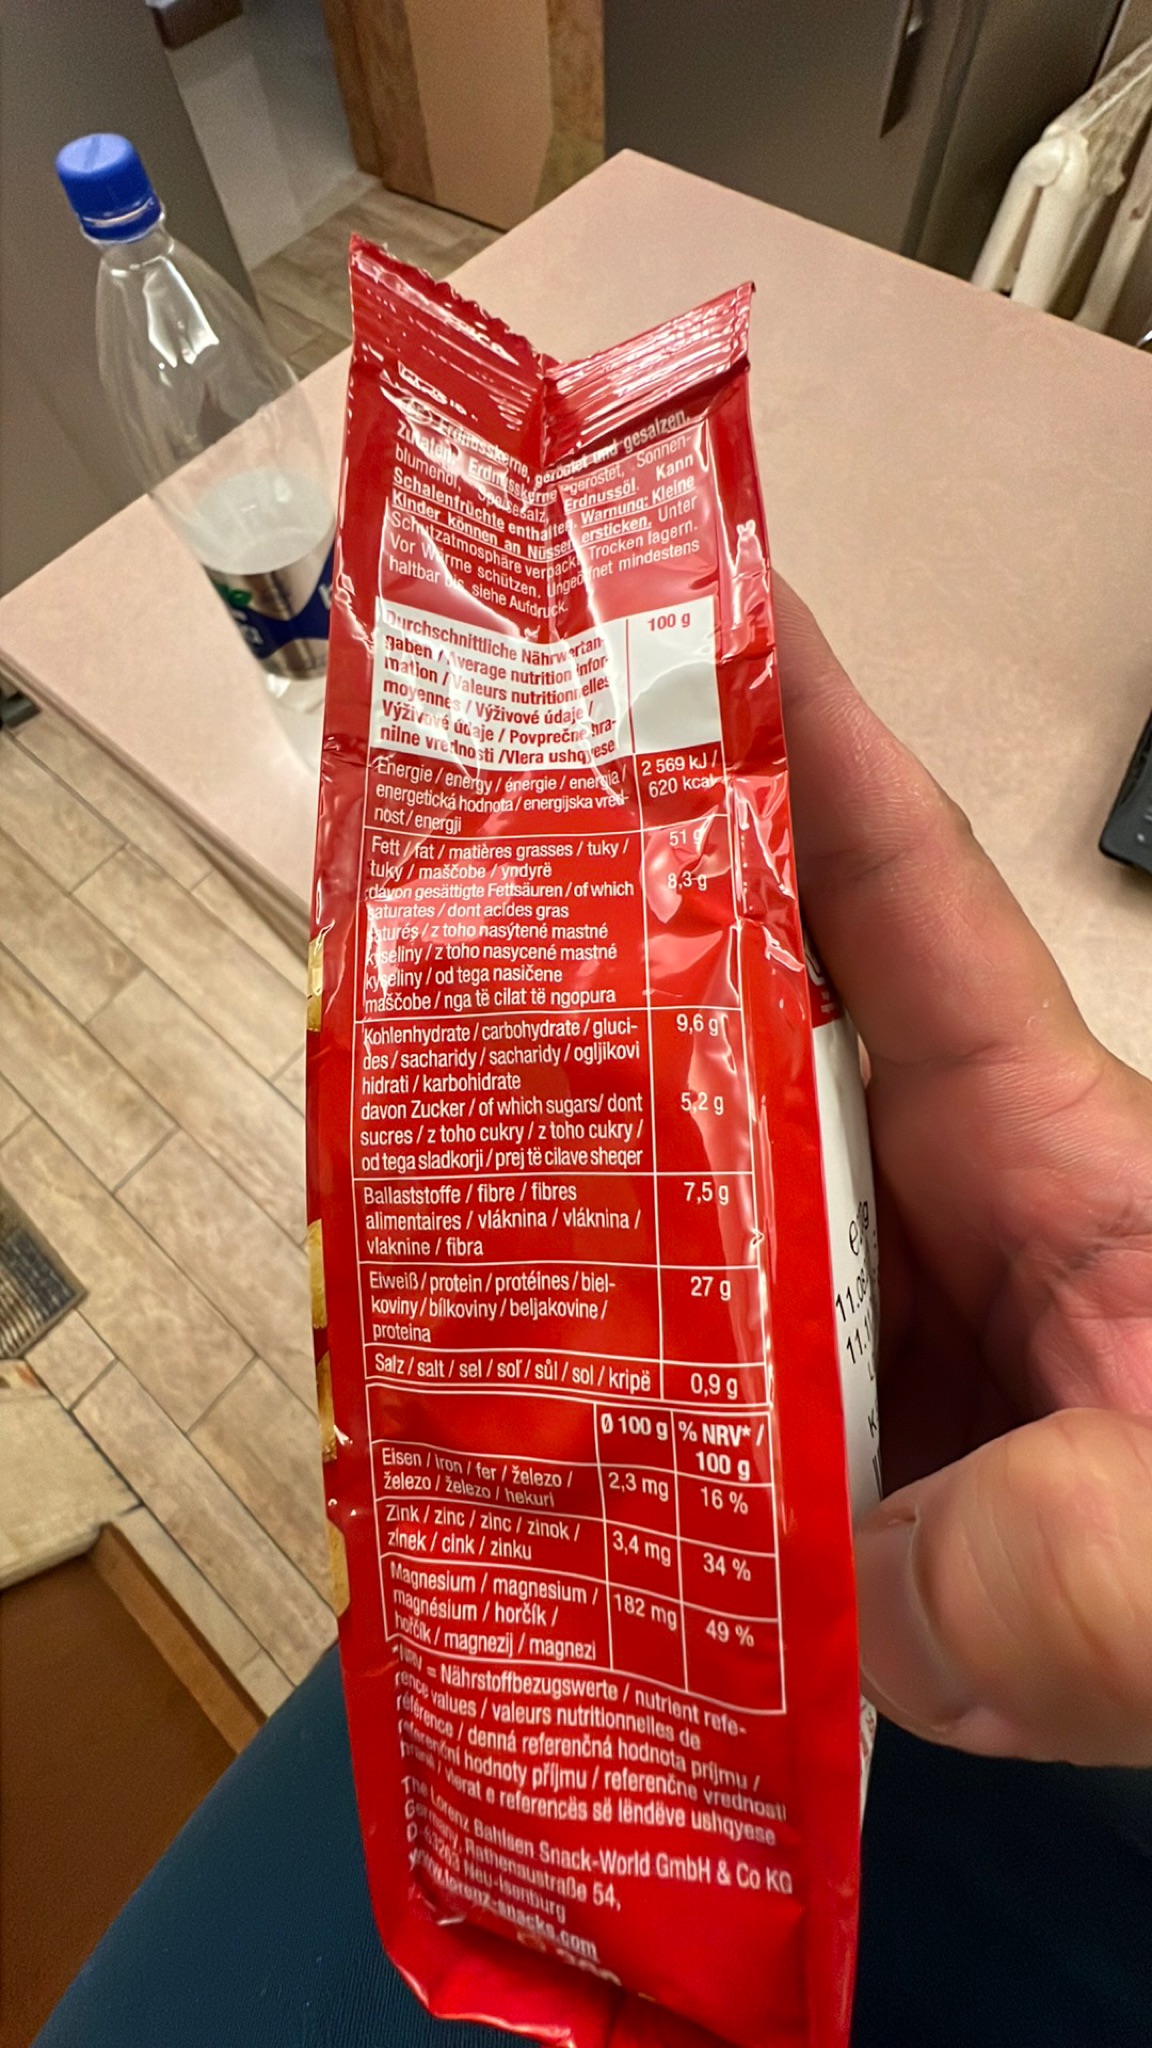 Erdnusskerne, geröstet und gesalzen.
Zutaten: Erdnusskerne geröstet, Sonnen-
blumenöl, Speisesalz, Erdnussöl. Kann
Schalenfrüchte enthalten. Warnung: Kleine
Kinder können an Nüssen ersticken. Unter
Schutzatmosphäre verpackt. Trocken lagern.
Vor Wärme schützen. Ungeöffnet mindestens
haltbar bis, siehe Aufdruck.
Durchschnittliche Nährwertan-
gaben / Average nutrition infor-
mation / Valeurs nutritionnelles
moyennes / Výživové údaje /
Výživové údaje / Povprečne hra-
nilne vrednosti /Vlera ushqyese
100 g
Energie / energy / énergie / energia /
energetická hodnota / energijska vred-
nost / energji
2 569 kJ /
620 kcal
Fett / fat / matières grasses / tuky /
tuky / maščobe / yndyrë
51 g
davon gesättigte Fettsäuren / of which
saturates / dont acides gras
saturés / z toho nasýtené mastné
kyseliny / z toho nasycené mastné
kyseliny / od tega nasičene
maščobe / nga të cilat të ngopura
8,3 g
Kohlenhydrate / carbohydrate / gluci-
des / sacharidy / sacharidy / ogljikovi
hidrati / karbohidrate
9,6 g
davon Zucker / of which sugars/ dont
sucres / z toho cukry / z toho cukry /
od tega sladkorji / prej të cilave sheqer
5,2 g
Ballaststoffe / fibre / fibres
alimentaires / vláknina / vláknina /
vlaknine / fibra
7,5 g
Eiweiß / protein / protéines / biel-
koviny / bílkoviny / beljakovine /
proteina
27 g
Salz / salt / sel / soľ / sůl / sol / kripë
0,9 g
Ø 100 g % NRV* /
100 g
Eisen / iron / fer / železo /
železo / železo / hekuri
2,3 mg 16 %
Zink / zinc / zinc / zinok /
zinek / cink / zinku
3,4 mg 34 %
Magnesium / magnesium /
magnésium / horčík /
hořčík / magnezij / magnezi
182 mg 49 %
*NRV = Nährstoffbezugswerte / nutrient refe-
rence values / valeurs nutritionnelles de
référence / denná referenčná hodnota príjmu /
referenční hodnoty příjmu / referenčne vrednosti
vlerat e referencës së lëndëve ushqyese
The Lorenz Bahlsen Snack-World GmbH & Co KG
Germany, Rathenaustraße 54,
D-63263 Neu-Isenburg
www.lorenz-snacks.com
11.08
11.1